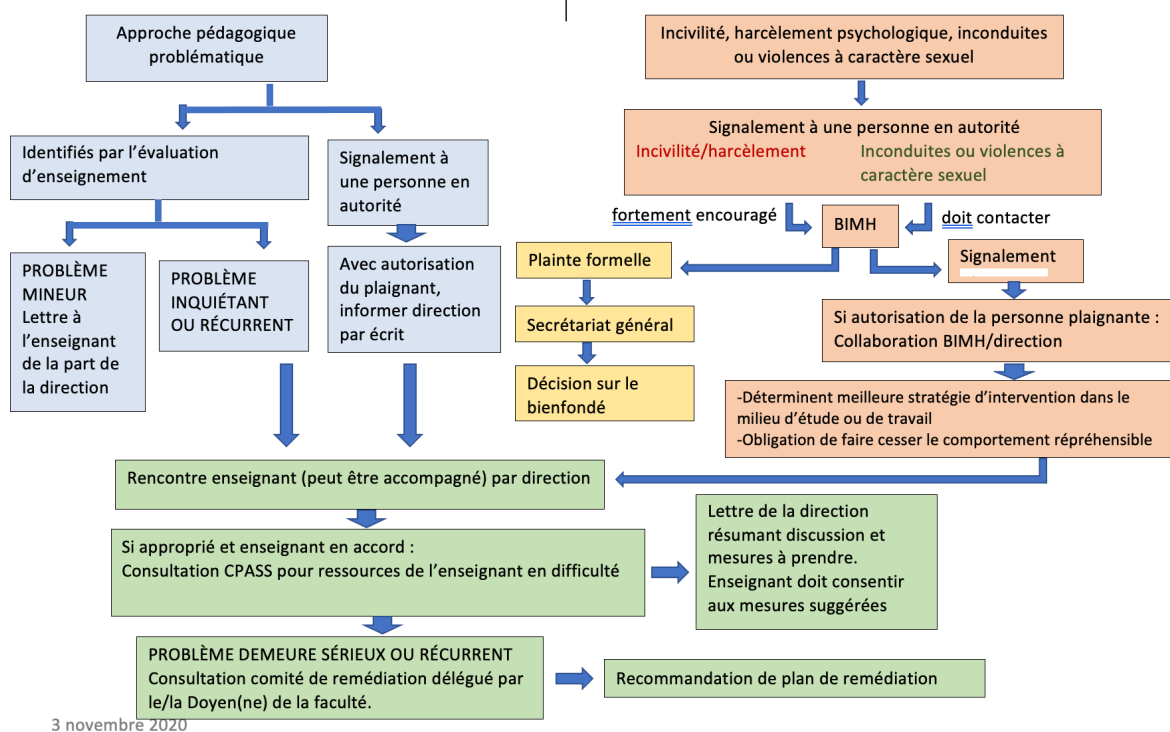 Approche pédagogique
problématique
Incivilité, harcèlement psychologique, inconduites
ou violences à caractère sexuel
Identifiés par l'évaluation
d'enseignement
Signalement à
une personne en
autorité
Signalement à une personne en autorité
Incivilité/harcèlement
Inconduites ou violences à
caractère sexuel
fortement encouragé
BIMH
doit contacter
PROBLÈME
MINEUR
Lettre à
l'enseignant
de la part de
la direction
PROBLÈME
INQUIÉTANT
OU RÉCURRENT
Avec autorisation
du plaignant,
informer direction
par écrit
Plainte formelle
Secrétariat général
Décision sur le
bienfondé
Signalement
Si autorisation de la personne plaignante :
Collaboration BIMH/direction
-Déterminent meilleure stratégie d'intervention dans le
milieu d'étude ou de travail
-Obligation de faire cesser le comportement répréhensible
Rencontre enseignant (peut être accompagné) par direction
Si approprié et enseignant en accord :
Consultation CPASS pour ressources de l'enseignant en difficulté
Lettre de la direction
résumant discussion et
mesures à prendre.
Enseignant doit consentir
aux mesures suggérées
PROBLÈME DEMEURE SÉRIEUX OU RÉCURRENT
Consultation comité de remédiation délégué par
le/la Doyen(ne) de la faculté.
Recommandation de plan de remédiation
3 novembre 2020